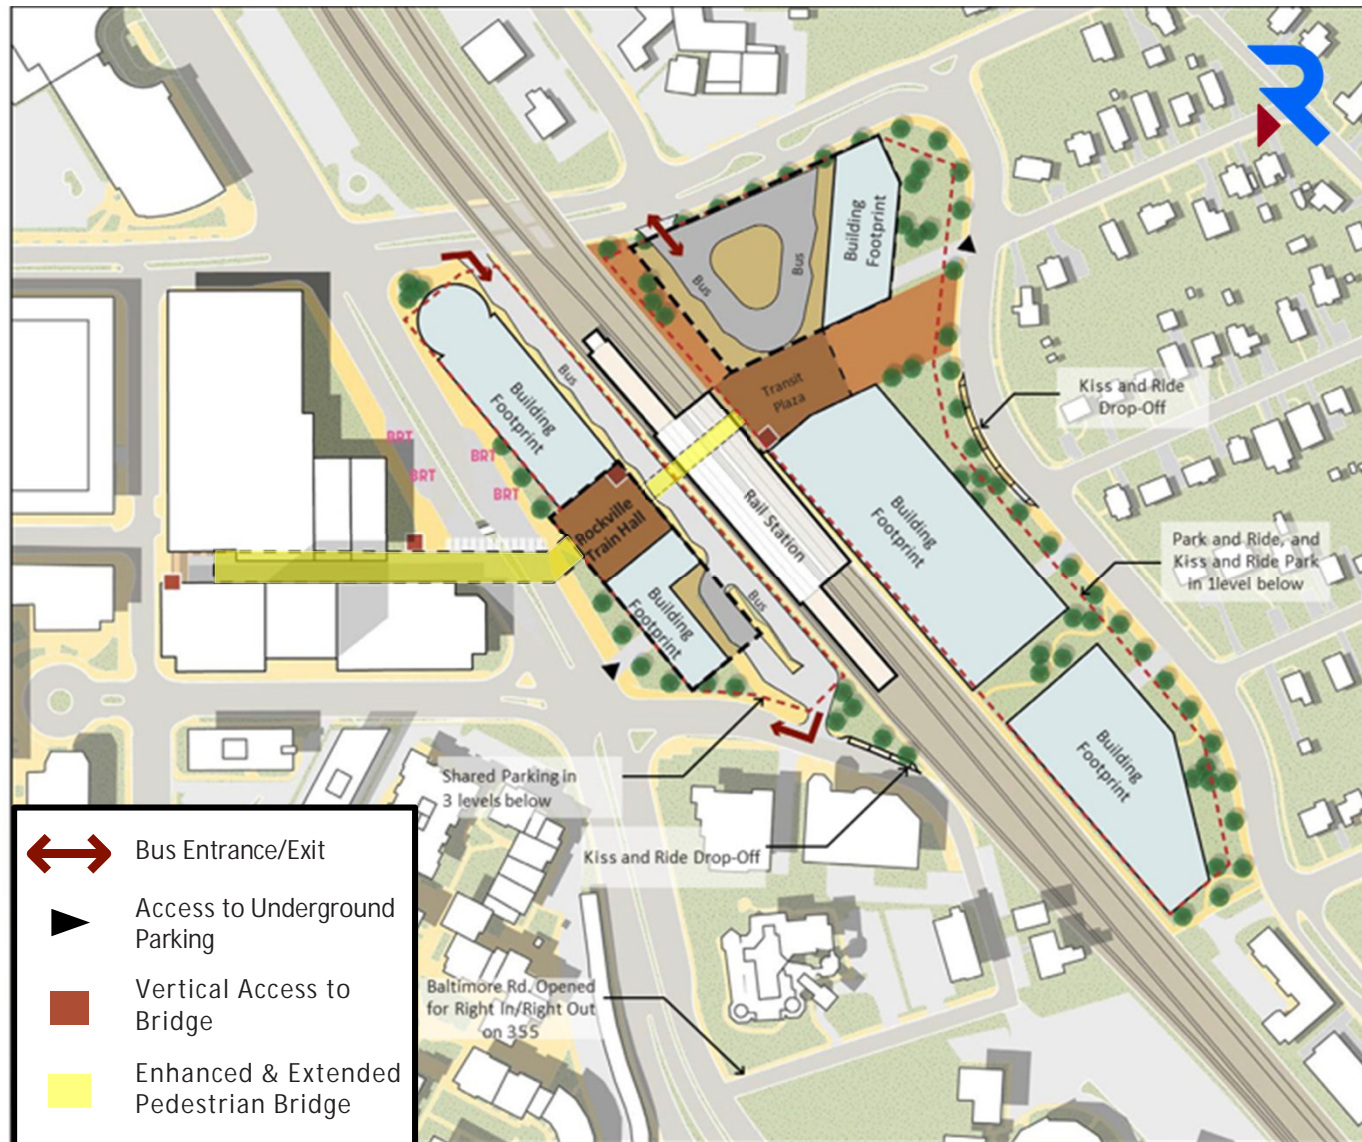 Building
Footprint
Bus
Bus
Transit
Plaza
Kiss and Ride
Drop-Off
Bus
Building
Footprint
BRT
BRT
BRT
BRT
Rockville
Train Hall
Rail Station
Building
Footprint
Park and Ride, and
Kiss and Ride Park
in 1level below
Building
Footprint
Bus
Building
Footprint
Shared Parking in
3 levels below
Kiss and Ride Drop-Off
Baltimore Rd. Opened
for Right In/Right Out
on 355
Bus Entrance/Exit
Access to Underground
Parking
Vertical Access to
Bridge
Enhanced & Extended
Pedestrian Bridge